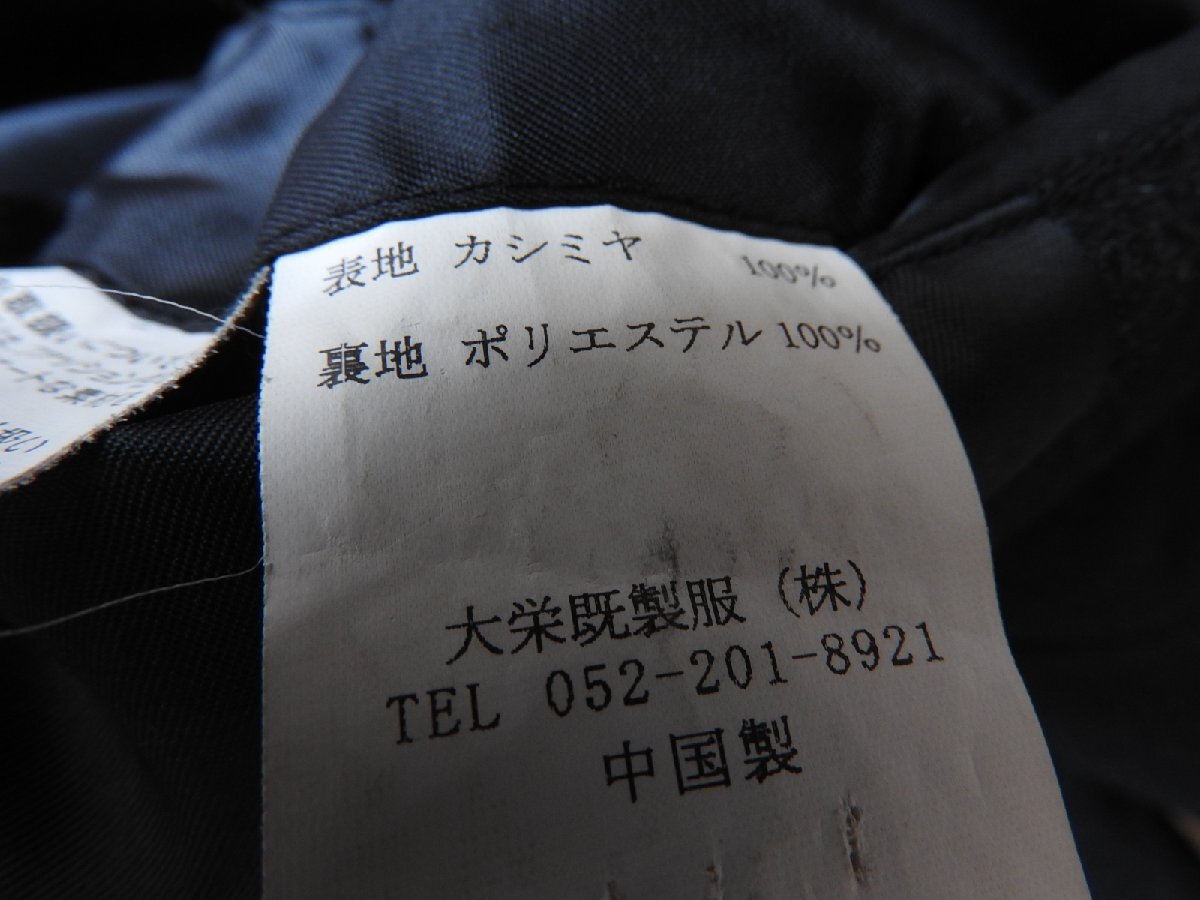 表地 カシミヤ 100%
裏地 ポリエステル 100%
大栄既製服（株）
TEL 052-201-8921
中国製